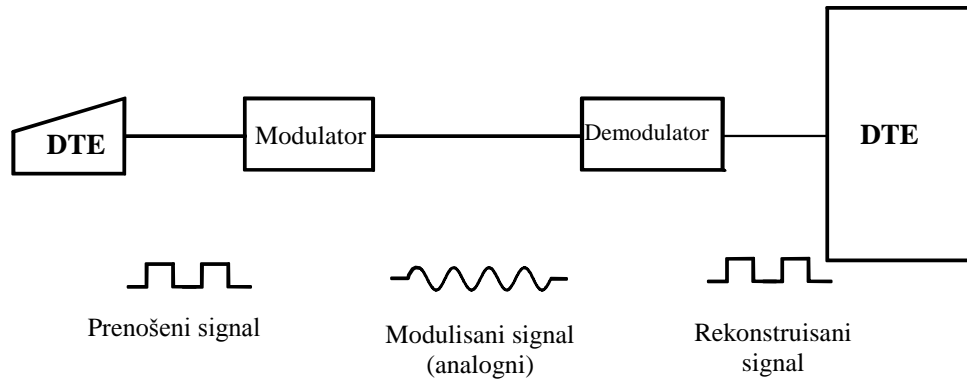 DTE
Modulator
Demodulator
DTE
Prenošeni signal
Modulisani signal
(analogni)
Rekonstruisani
signal